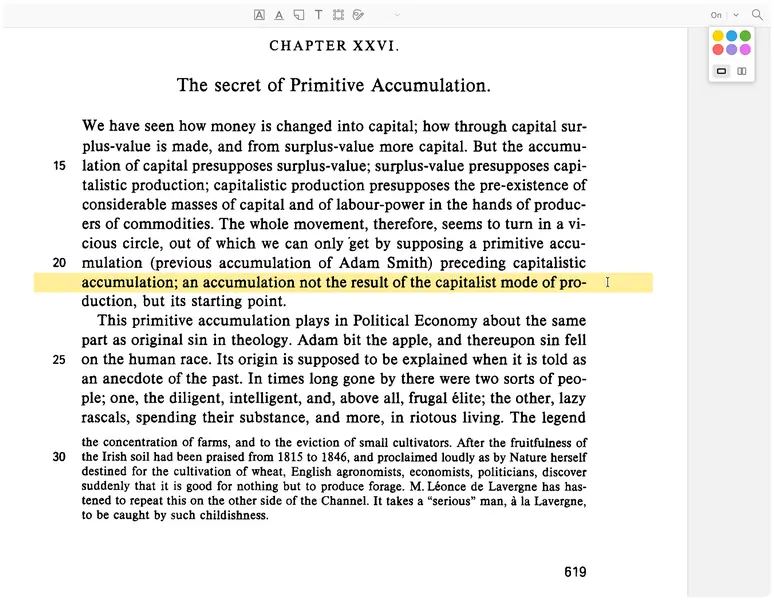 On
CHAPTER XXVI.
The secret of Primitive Accumulation.
We have seen how money is changed into capital; how through capital sur-
plus-value is made, and from surplus-value more capital. But the accumu-
15 lation of capital presupposes surplus-value; surplus-value presupposes capi-
talistic production; capitalistic production presupposes the pre-existence of
considerable masses of capital and of labour-power in the hands of produc-
ers of commodities. The whole movement, therefore, seems to turn in a vi-
cious circle, out of which we can only get by supposing a primitive accu-
20 mulation (previous accumulation of Adam Smith) preceding capitalistic
accumulation; an accumulation not the result of the capitalist mode of pro-
duction, but its starting point.
This primitive accumulation plays in Political Economy about the same
part as original sin in theology. Adam bit the apple, and thereupon sin fell
25 on the human race. Its origin is supposed to be explained when it is told as
an anecdote of the past. In times long gone by there were two sorts of peo-
ple; one, the diligent, intelligent, and, above all, frugal élite; the other, lazy
rascals, spending their substance, and more, in riotous living. The legend
the concentration of farms, and to the eviction of small cultivators. After the fruitfulness of
30 the Irish soil had been praised from 1815 to 1846, and proclaimed loudly as by Nature herself
destined for the cultivation of wheat, English agronomists, economists, politicians, discover
suddenly that it is good for nothing but to produce forage. M. Léonce de Lavergne has has-
tened to repeat this on the other side of the Channel. It takes a “serious” man, à la Lavergne,
to be caught by such childishness.
619